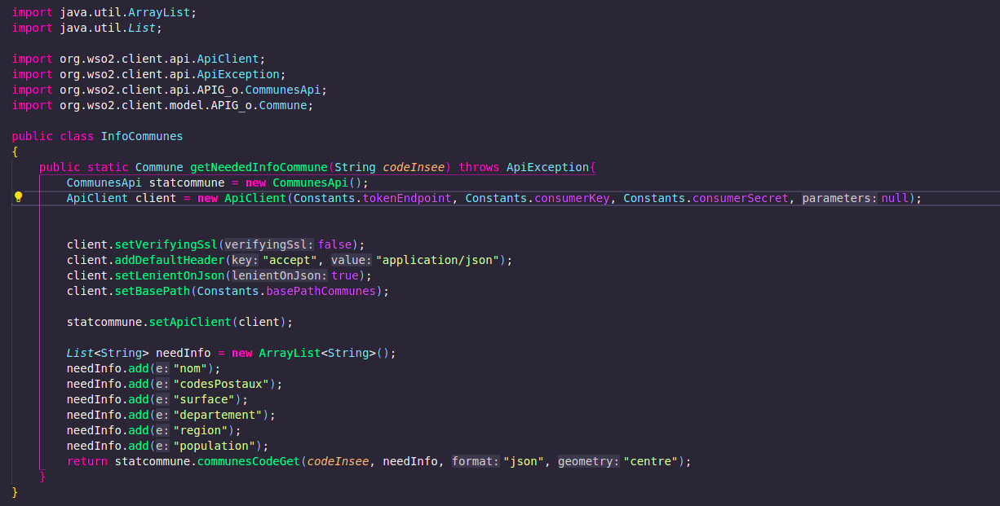 import java.util.ArrayList;
import java.util.List;
import org.wso2.client.api.ApiClient;
import org.wso2.client.api.ApiException;
import org.wso2.client.api.APIG_o.CommunesApi;
import org.wso2.client.model.APIG_o.Commune;
public class InfoCommunes
{
public static Commune getNeededInfoCommune(String codeInsee) throws ApiException{
CommunesApi statcommune = new CommunesApi();
ApiClient client = new ApiClient(Constants.tokenEndpoint, Constants.consumerKey, Constants.consumerSecret, parameters: null);
client.setVerifyingSsl(verifyingSsl: false);
client.addDefaultHeader(key: "accept", value: "application/json");
client.setLenientOnJson(lenientOnJson: true);
client.setBasePath(Constants.basePathCommunes);
statcommune.setApiClient(client);
List<String> needInfo = new ArrayList<String>();
needInfo.add(e: "nom");
needInfo.add(e: "codesPostaux");
needInfo.add(e: "surface");
needInfo.add(e: "departement");
needInfo.add(e: "region");
needInfo.add(e: "population");
return statcommune.communesCodeGet(codeInsee, needInfo, format: "json", geometry: "centre");
}
}